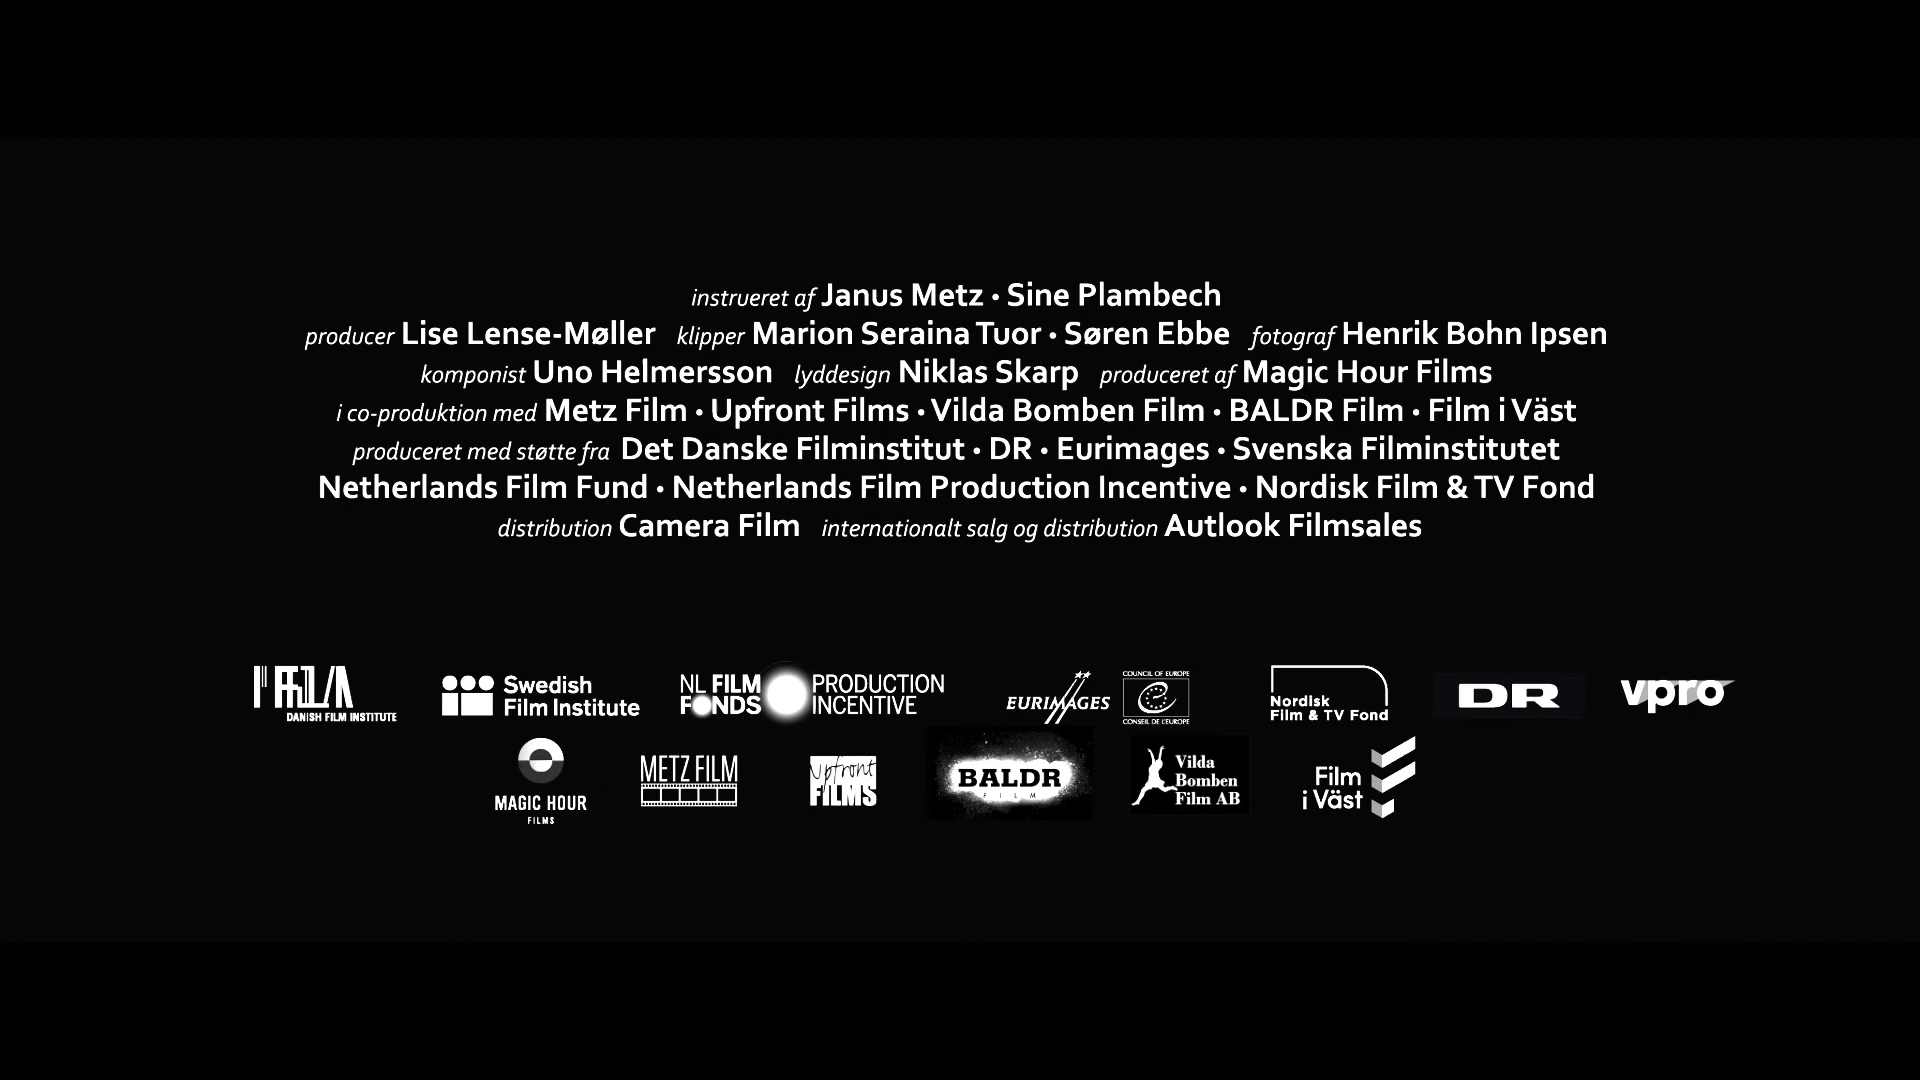 instrueret af Janus Metz • Sine Plambech
producer Lise Lense-Møller klipper Marion Seraina Tuor • Søren Ebbe fotograf Henrik Bohn Ipsen
komponist Uno Helmersson lyddesign Niklas Skarp produceret af Magic Hour Films
i co-produktion med Metz Film • Upfront Films • Vilda Bomben Film • BALDR Film • Film i Väst
produceret med støtte fra Det Danske Filminstitut • DR • Eurimages • Svenska Filminstitutet
Netherlands Film Fund • Netherlands Film Production Incentive • Nordisk Film & TV Fond
distribution Camera Film internationalt salg og distribution Autlook Filmsales
DANISH FILM INSTITUTE
Swedish
Film Institute
NL FILM
FONDS
PRODUCTION
INCENTIVE
EURIMAGES
COUNCIL OF EUROPE
CONSEIL DE L'EUROPE
Nordisk
Film & TV Fond
DR
vpro
MAGIC HOUR
FILMS
METZ FILM
upfront
FILMS
BALDR
FILM
Vilda
Bomben
Film AB
Film
i Väst